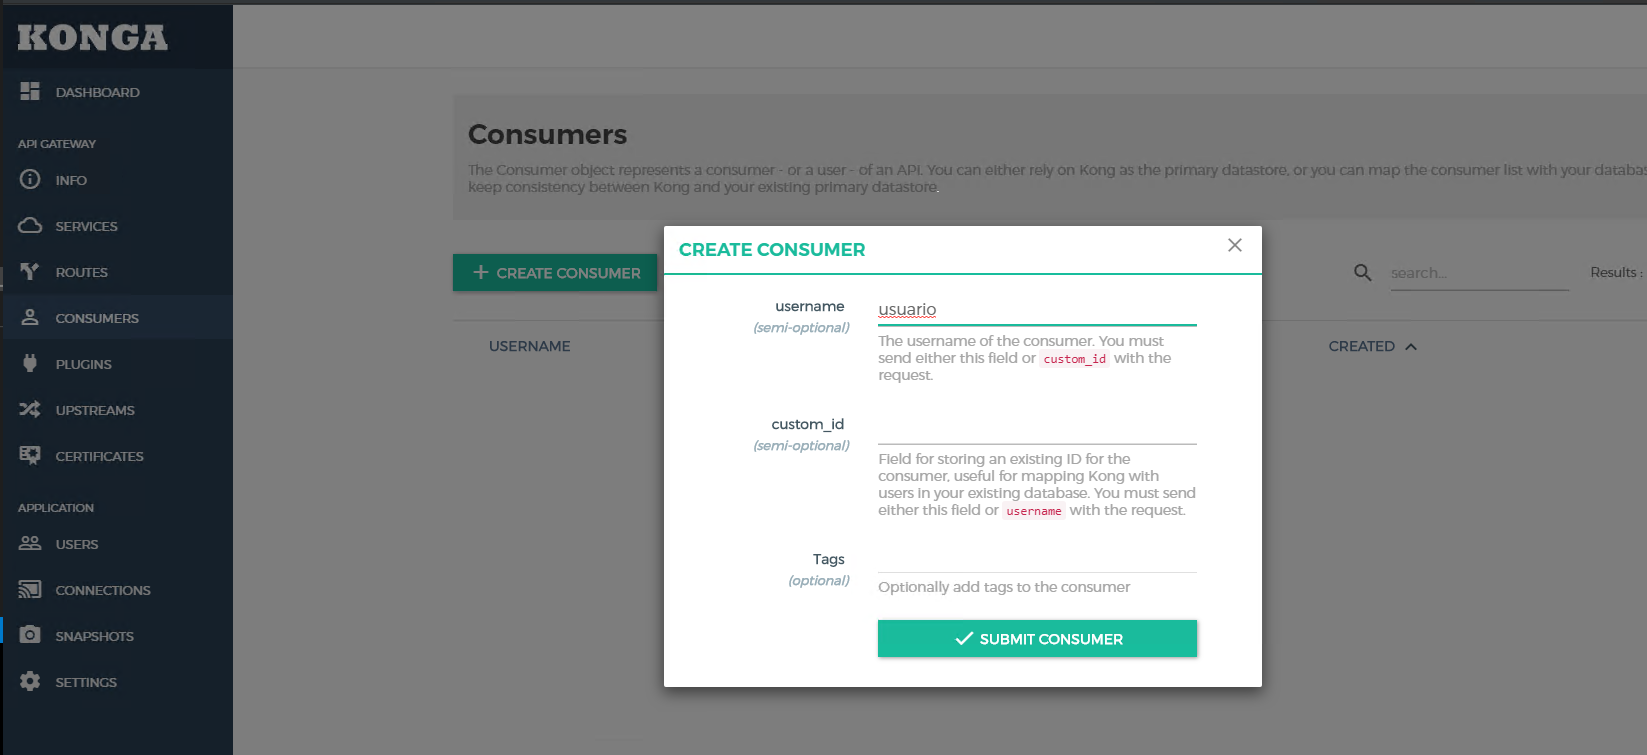 KONGA
DASHBOARD
API GATEWAY
INFO
SERVICES
ROUTES
CONSUMERS
PLUGINS
UPSTREAMS
CERTIFICATES
APPLICATION
USERS
CONNECTIONS
SNAPSHOTS
SETTINGS
Consumers
The Consumer object represents a consumer - or a user - of an API. You can either rely on Kong as the primary datastore, or you can map the consumer list with your databas
keep consistency between Kong and your existing primary datastore.
+ CREATE CONSUMER
search...
Results :
USERNAME
CREATED
CREATE CONSUMER
username
(semi-optional)
usuario
The username of the consumer. You must
send either this field or custom_id with the
request.
custom_id
(semi-optional)
Field for storing an existing ID for the
consumer, useful for mapping Kong with
users in your existing database. You must send
either this field or username with the request.
Tags
(optional)
Optionally add tags to the consumer
SUBMIT CONSUMER